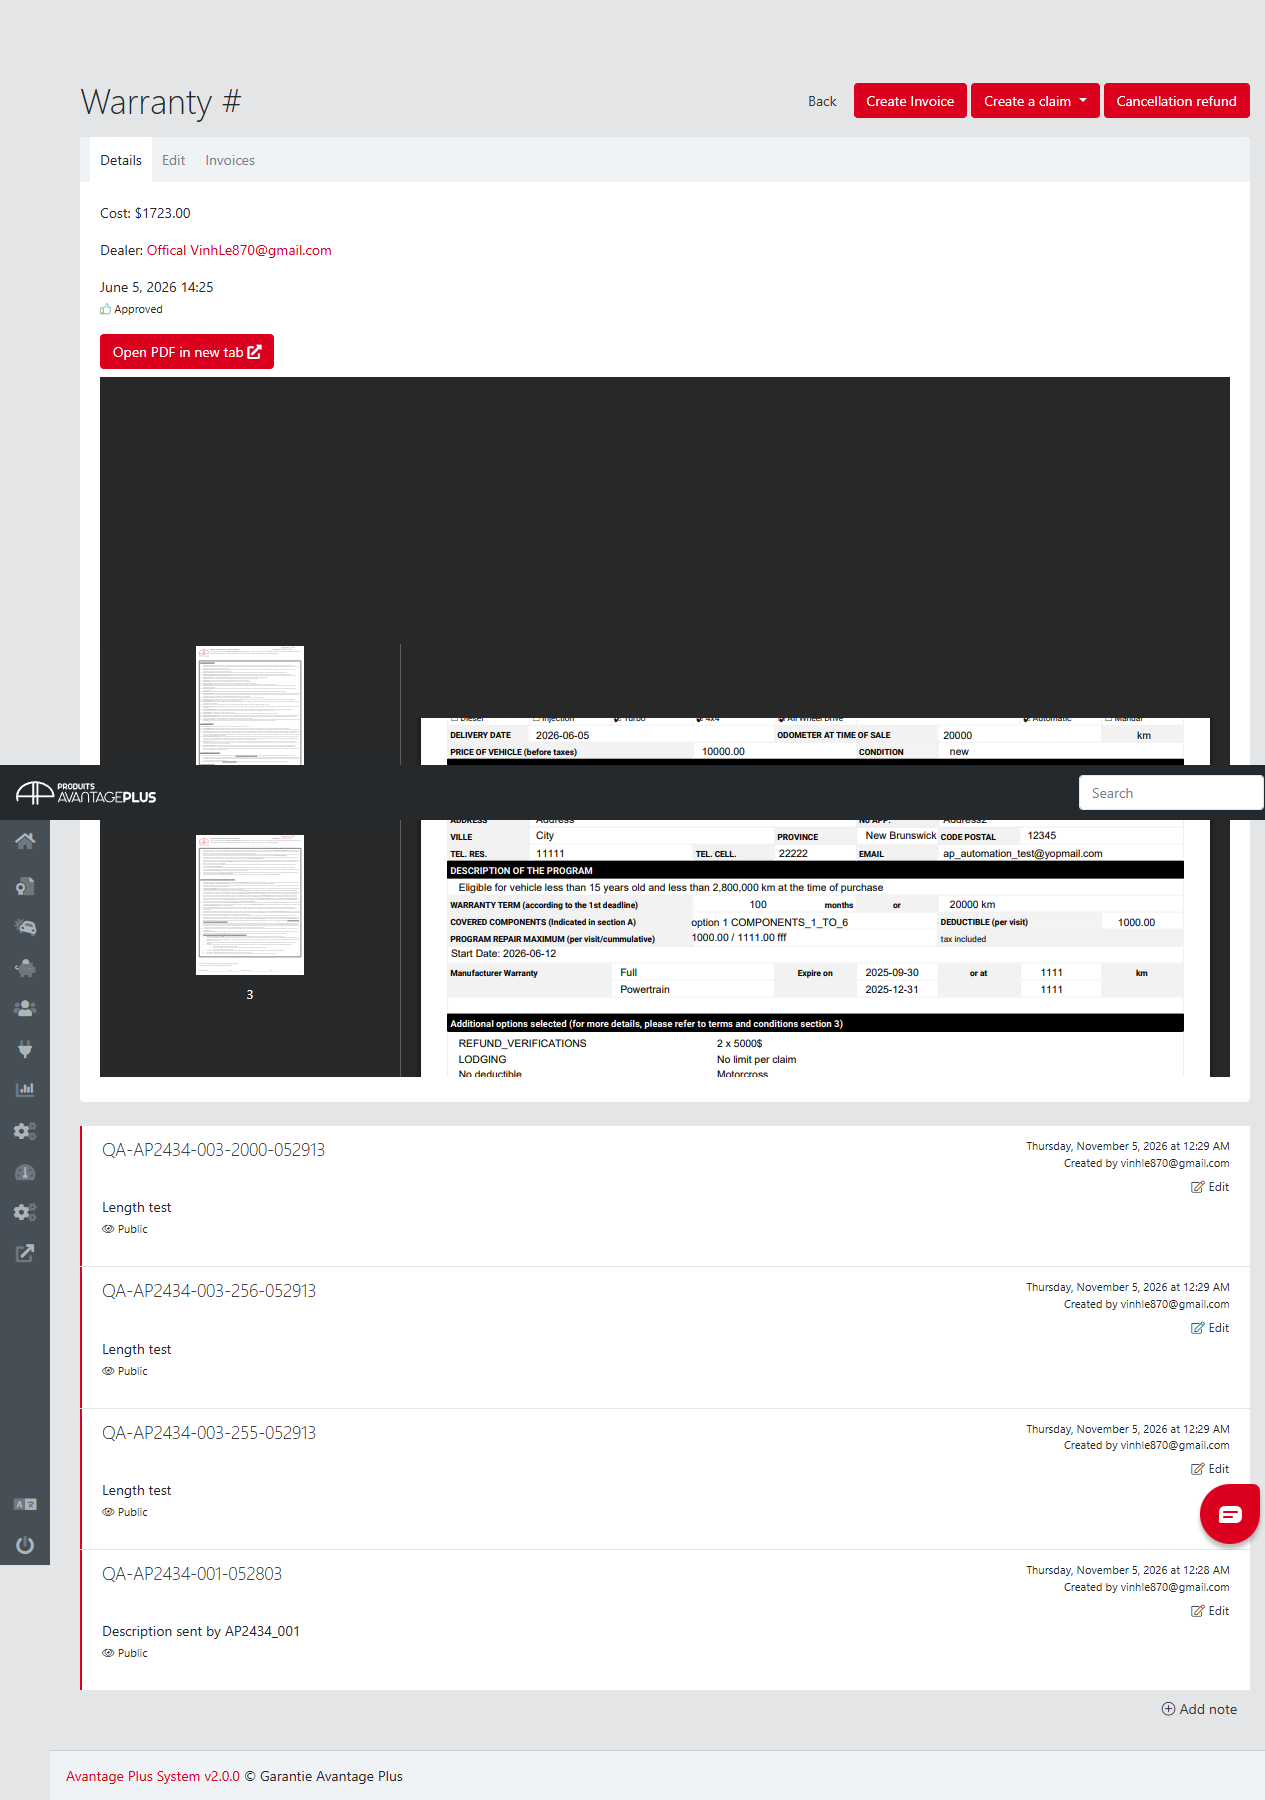 Warranty #
Back
Create Invoice
Create a claim
Cancellation refund
Details
Edit
Invoices
Cost: $1723.00
Dealer: Offical VinhLe870@gmail.com
June 5, 2026 14:25
Approved
Open PDF in new tab
DELIVERY DATE 2026-06-05 ODOMETER AT TIME OF SALE 20000 km
PRICE OF VEHICLE (before taxes) 10000.00 CONDITION new
PRODUITS
AVANTAGEPLUS
Search
VILLE City PROVINCE New Brunswick CODE POSTAL 12345
TEL. RES. 11111 TEL. CELL. 22222 EMAIL ap_automation_test@yopmail.com
DESCRIPTION OF THE PROGRAM
Eligible for vehicle less than 15 years old and less than 2,800,000 km at the time of purchase
WARRANTY TERM (according to the 1st deadline) 100 months or 20000 km
COVERED COMPONENTS (Indicated in section A) option 1 COMPONENTS_1_TO_6 DEDUCTIBLE (per visit) 1000.00
PROGRAM REPAIR MAXIMUM (per visit/cummulative) 1000.00 / 1111.00 fff tax included
Start Date: 2026-06-12
Manufacturer Warranty Full Expire on 2025-09-30 or at 1111 km
Powertrain 2025-12-31 1111
Additional options selected (for more details, please refer to terms and conditions section 3)
REFUND_VERIFICATIONS 2 x 5000$
LODGING No limit per claim
No deductible Motorcross
3
QA-AP2434-003-2000-052913
Thursday, November 5, 2026 at 12:29 AM
Created by vinhle870@gmail.com
Edit
Length test
Public
QA-AP2434-003-256-052913
Thursday, November 5, 2026 at 12:29 AM
Created by vinhle870@gmail.com
Edit
Length test
Public
QA-AP2434-003-255-052913
Thursday, November 5, 2026 at 12:29 AM
Created by vinhle870@gmail.com
Edit
Length test
Public
QA-AP2434-001-052803
Thursday, November 5, 2026 at 12:28 AM
Created by vinhle870@gmail.com
Edit
Description sent by AP2434_001
Public
Add note
Avantage Plus System v2.0.0 © Garantie Avantage Plus